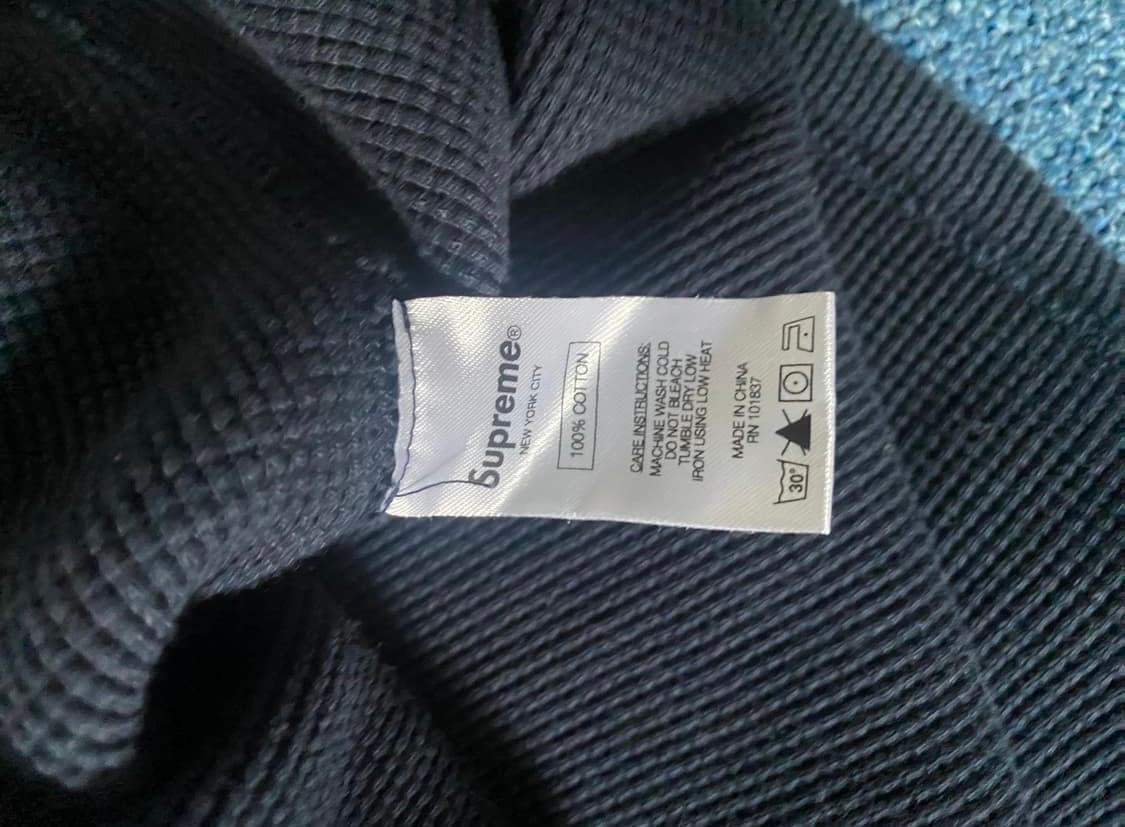 Supreme®
NEW YORK CITY
100% COTTON
CARE INSTRUCTIONS:
MACHINE WASH COLD
DO NOT BLEACH
TUMBLE DRY LOW
IRON USING LOW HEAT
MADE IN CHINA
RN 101837
30°